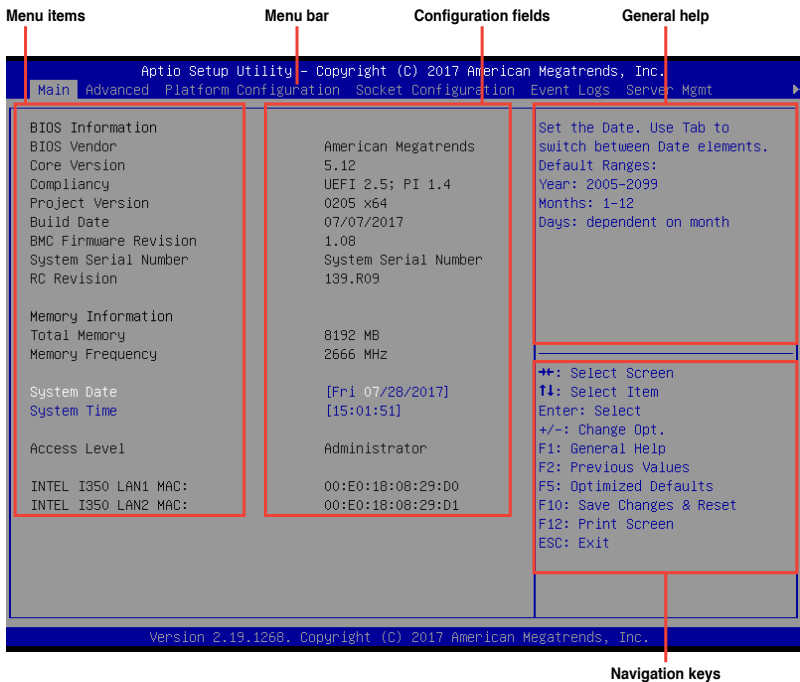 Menu items Menu bar Configuration fields General help
Aptio Setup Utility – Copyright (C) 2017 American Megatrends, Inc.
Main Advanced Platform Configuration Socket Configuration Event Logs Server Mgmt
BIOS Information
BIOS Vendor American Megatrends
Core Version 5.12
Compliancy UEFI 2.5; PI 1.4
Project Version 0205 x64
Build Date 07/07/2017
BMC Firmware Revision 1.08
System Serial Number System Serial Number
RC Revision 139.R09
Memory Information
Total Memory 8192 MB
Memory Frequency 2666 MHz
System Date [Fri 07/28/2017]
System Time [15:01:51]
Access Level Administrator
INTEL I350 LAN1 MAC: 00:E0:18:08:29:D0
INTEL I350 LAN2 MAC: 00:E0:18:08:29:D1
Set the Date. Use Tab to
switch between Date elements.
Default Ranges:
Year: 2005-2099
Months: 1-12
Days: dependent on month
→←: Select Screen
↑↓: Select Item
Enter: Select
+/-: Change Opt.
F1: General Help
F2: Previous Values
F5: Optimized Defaults
F10: Save Changes & Reset
F12: Print Screen
ESC: Exit
Version 2.19.1268. Copyright (C) 2017 American Megatrends, Inc.
Navigation keys